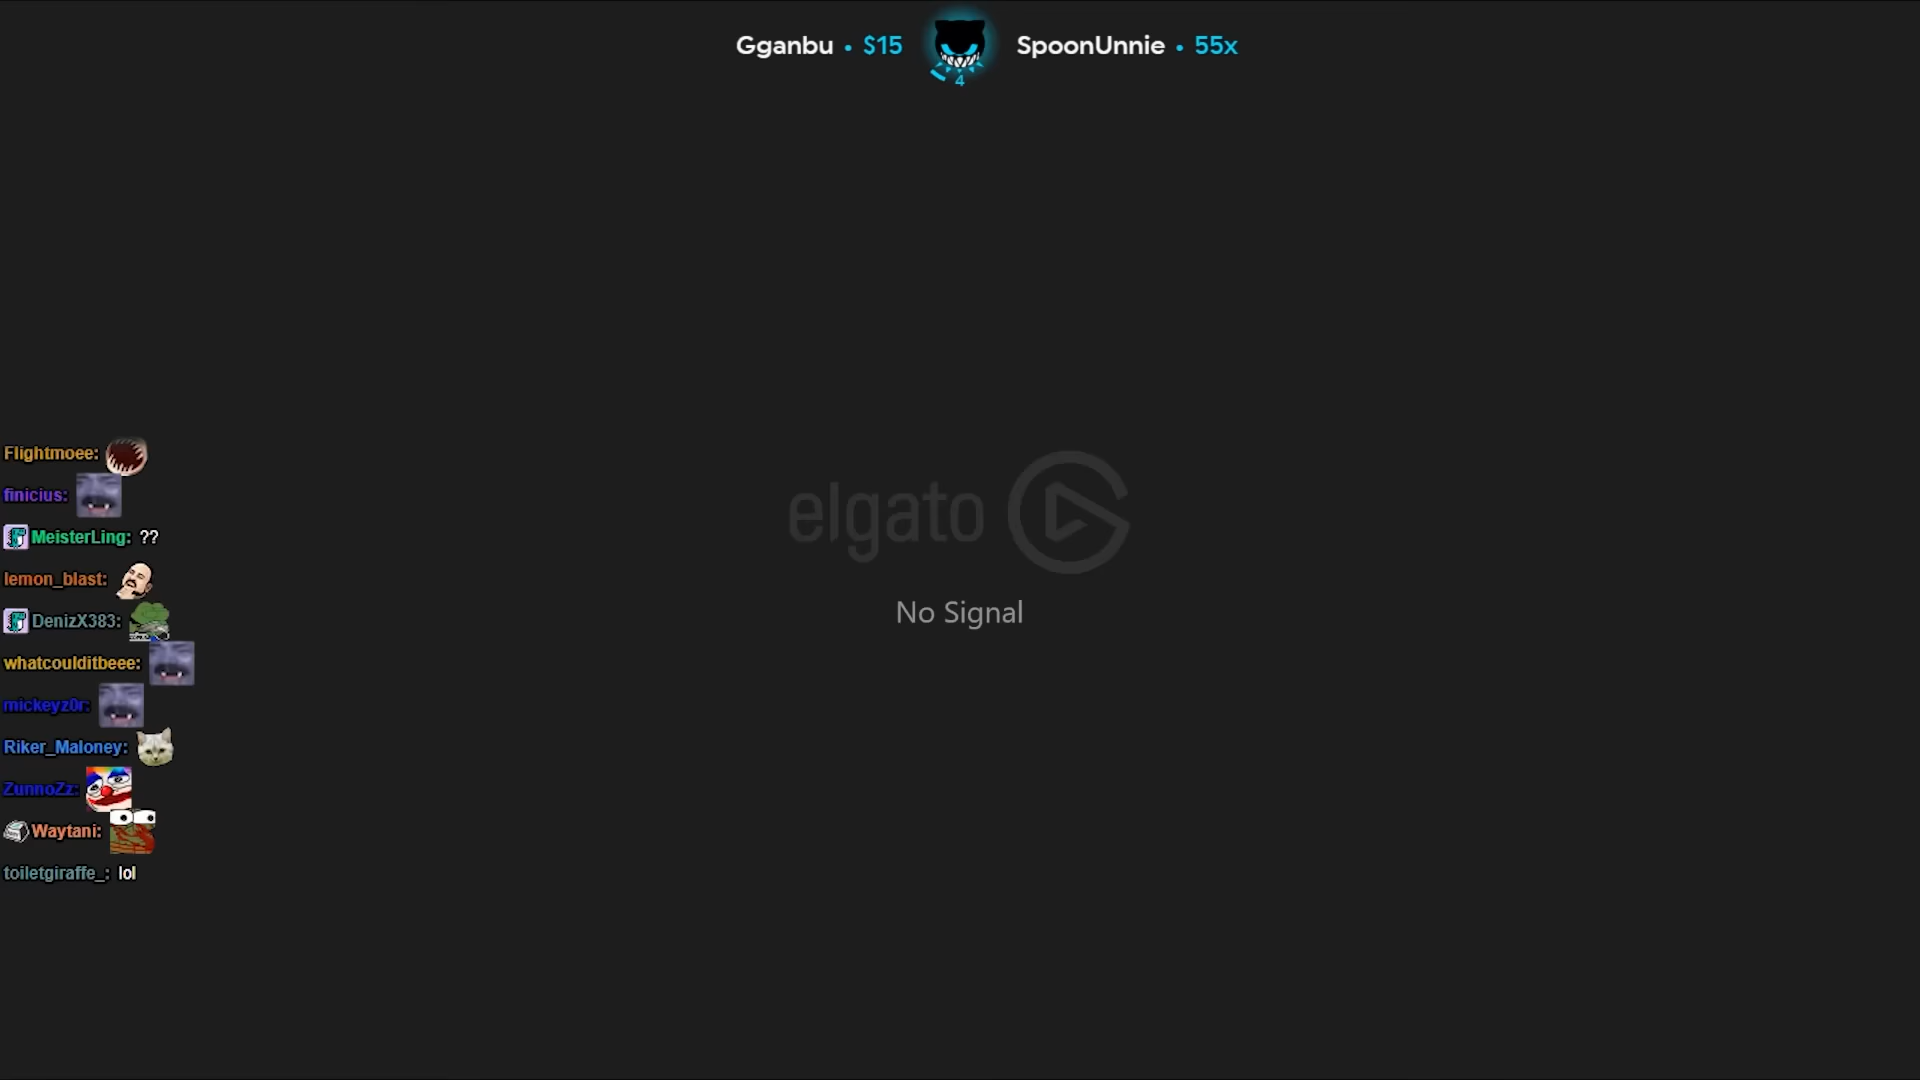 Gganbu • $15
4
SpoonUnnie • 55x
Flightmoee:
finicius:
MeisterLing: ??
lemon_blast:
DenizX383:
whatcoulditbeee:
mickeyz0r:
Riker_Maloney:
ZunnoZz:
Waytani:
toiletgiraffe_: lol
elgato
No Signal